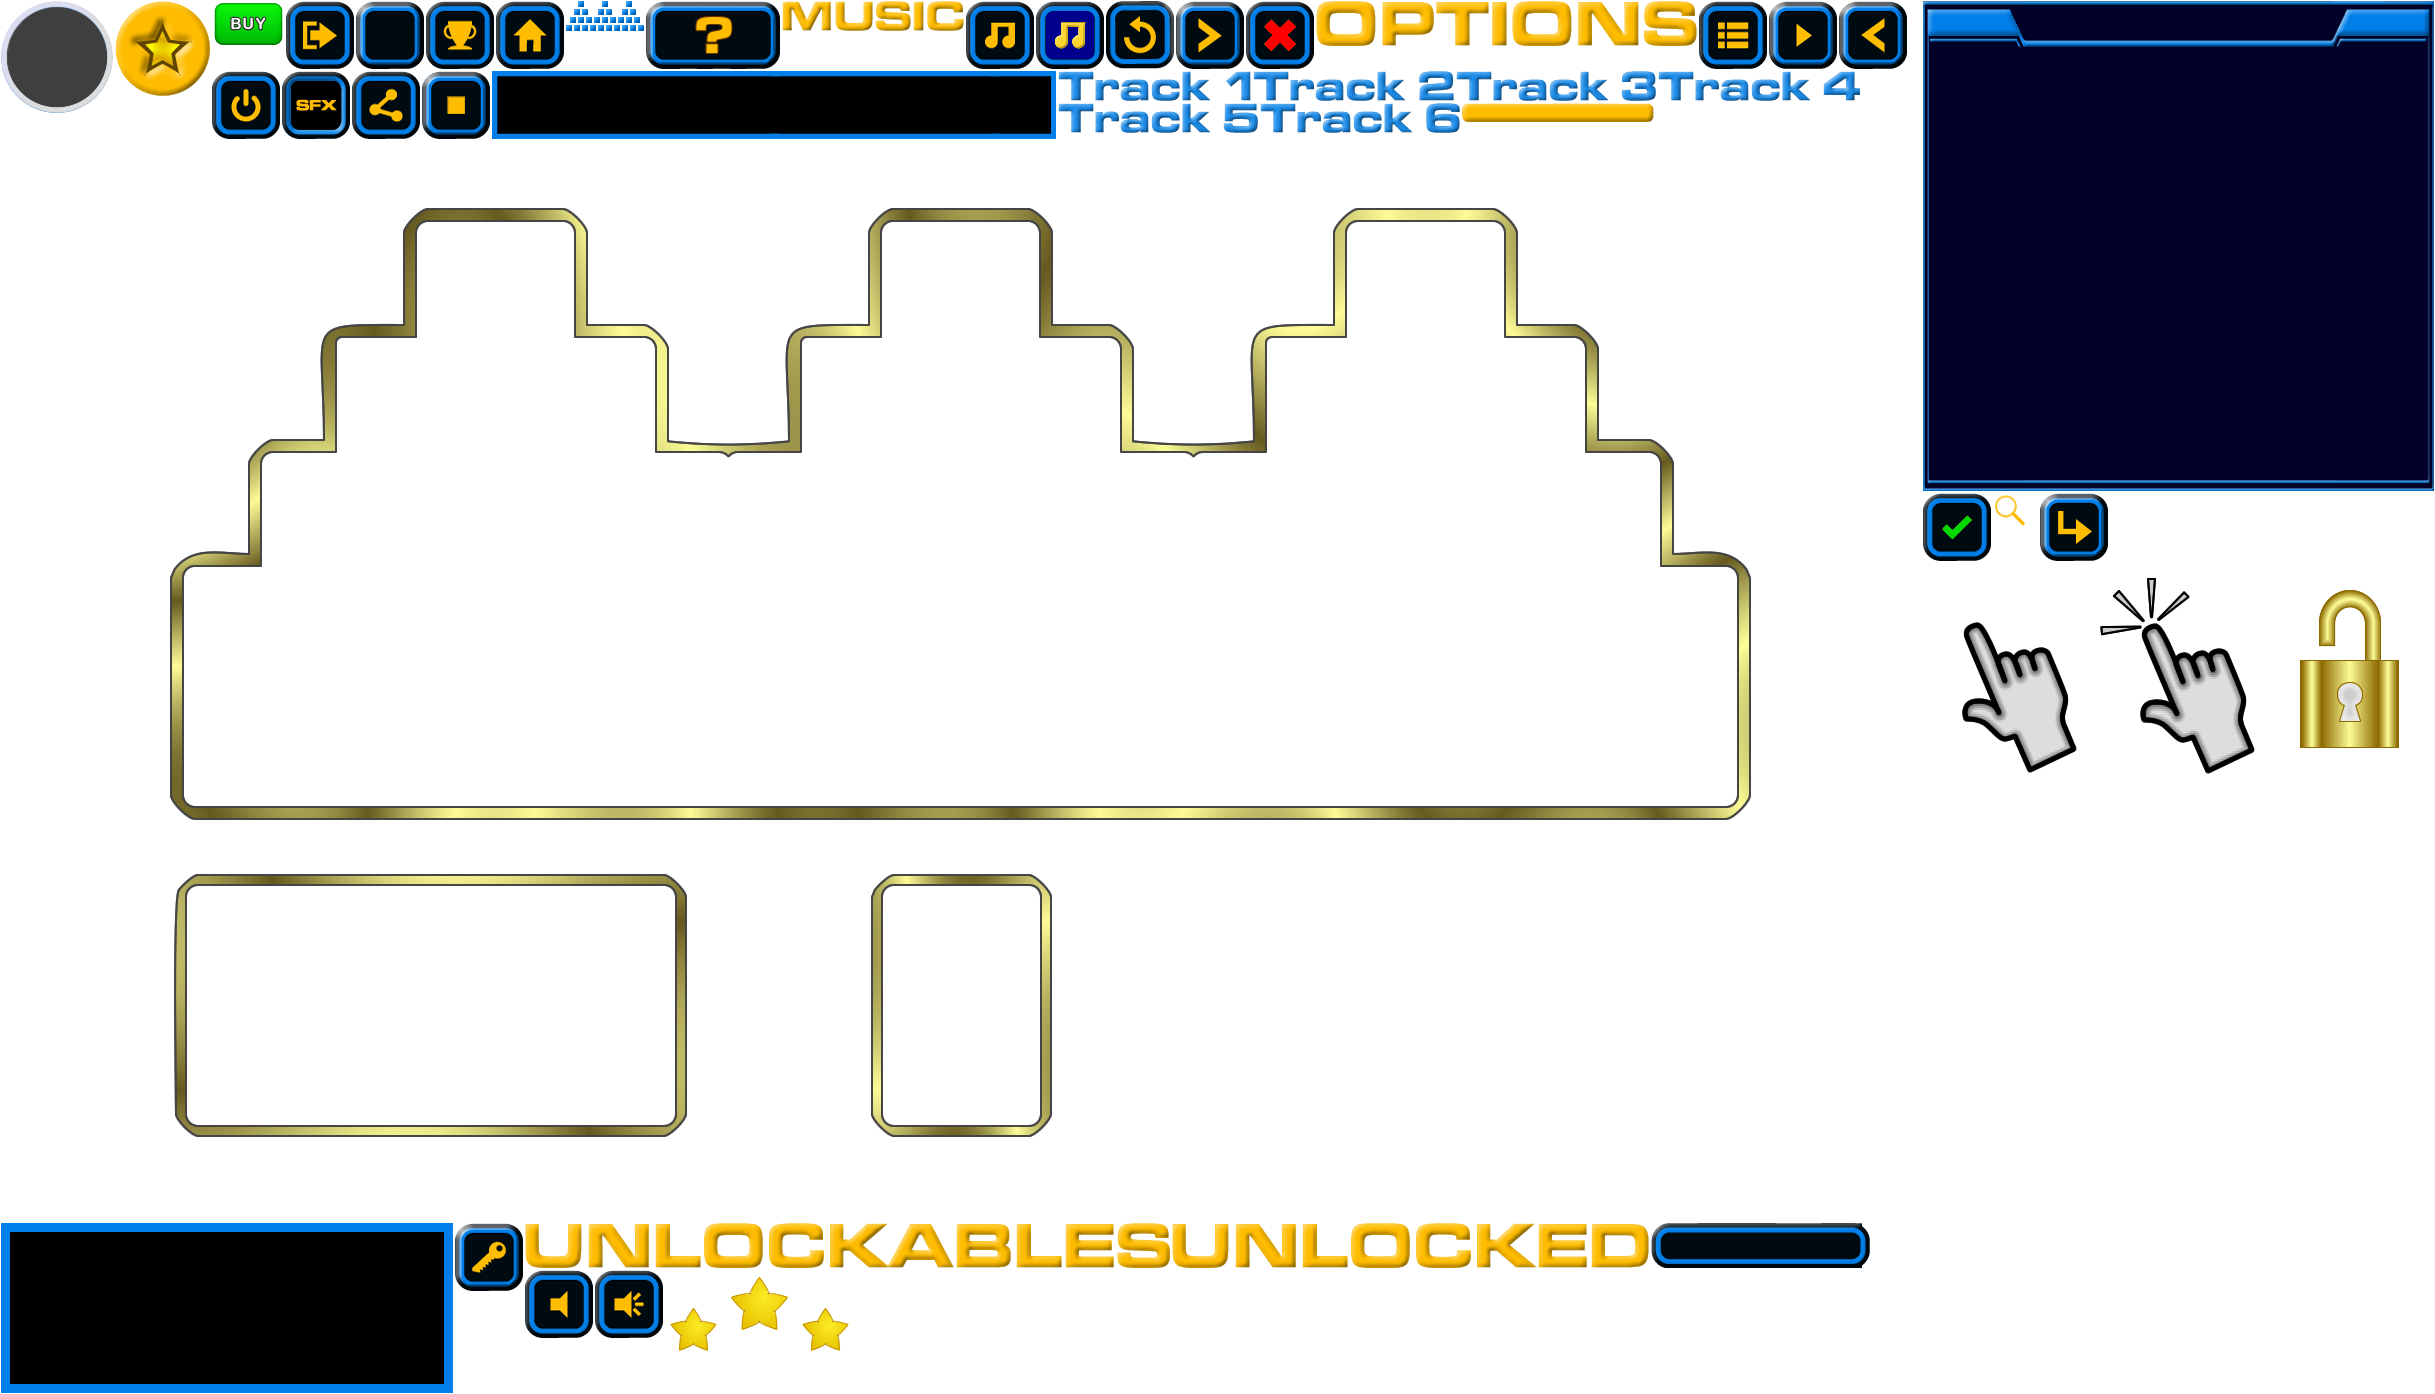 BUY
?
MUSIC
OPTIONS
SFX
Track 1Track 2Track 3Track 4
Track 5Track 6
UNLOCKABLESUNLOCKED